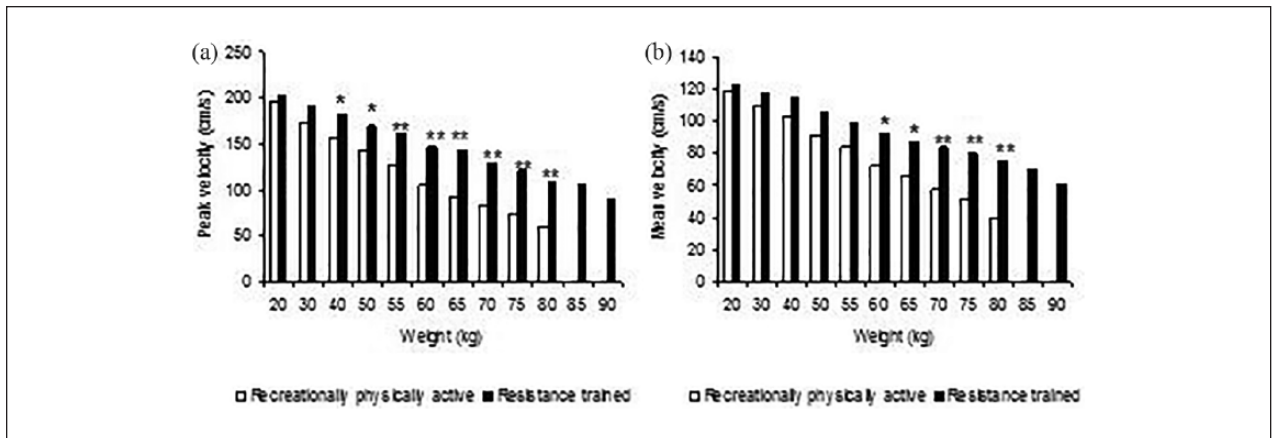 (a)
250
200
150
100
50
0
Peak velocity (cm/s)
* * ** ** ** ** ** **
20 30 40 50 55 60 65 70 75 80 85 90
Weight (kg)
Recreationally physically active Resistance trained
(b)
140
120
100
80
60
40
20
0
Mean velocity (cm/s)
* * ** ** **
20 30 40 50 55 60 65 70 75 80 85 90
Weight (kg)
Recreationally physically active Resistance trained